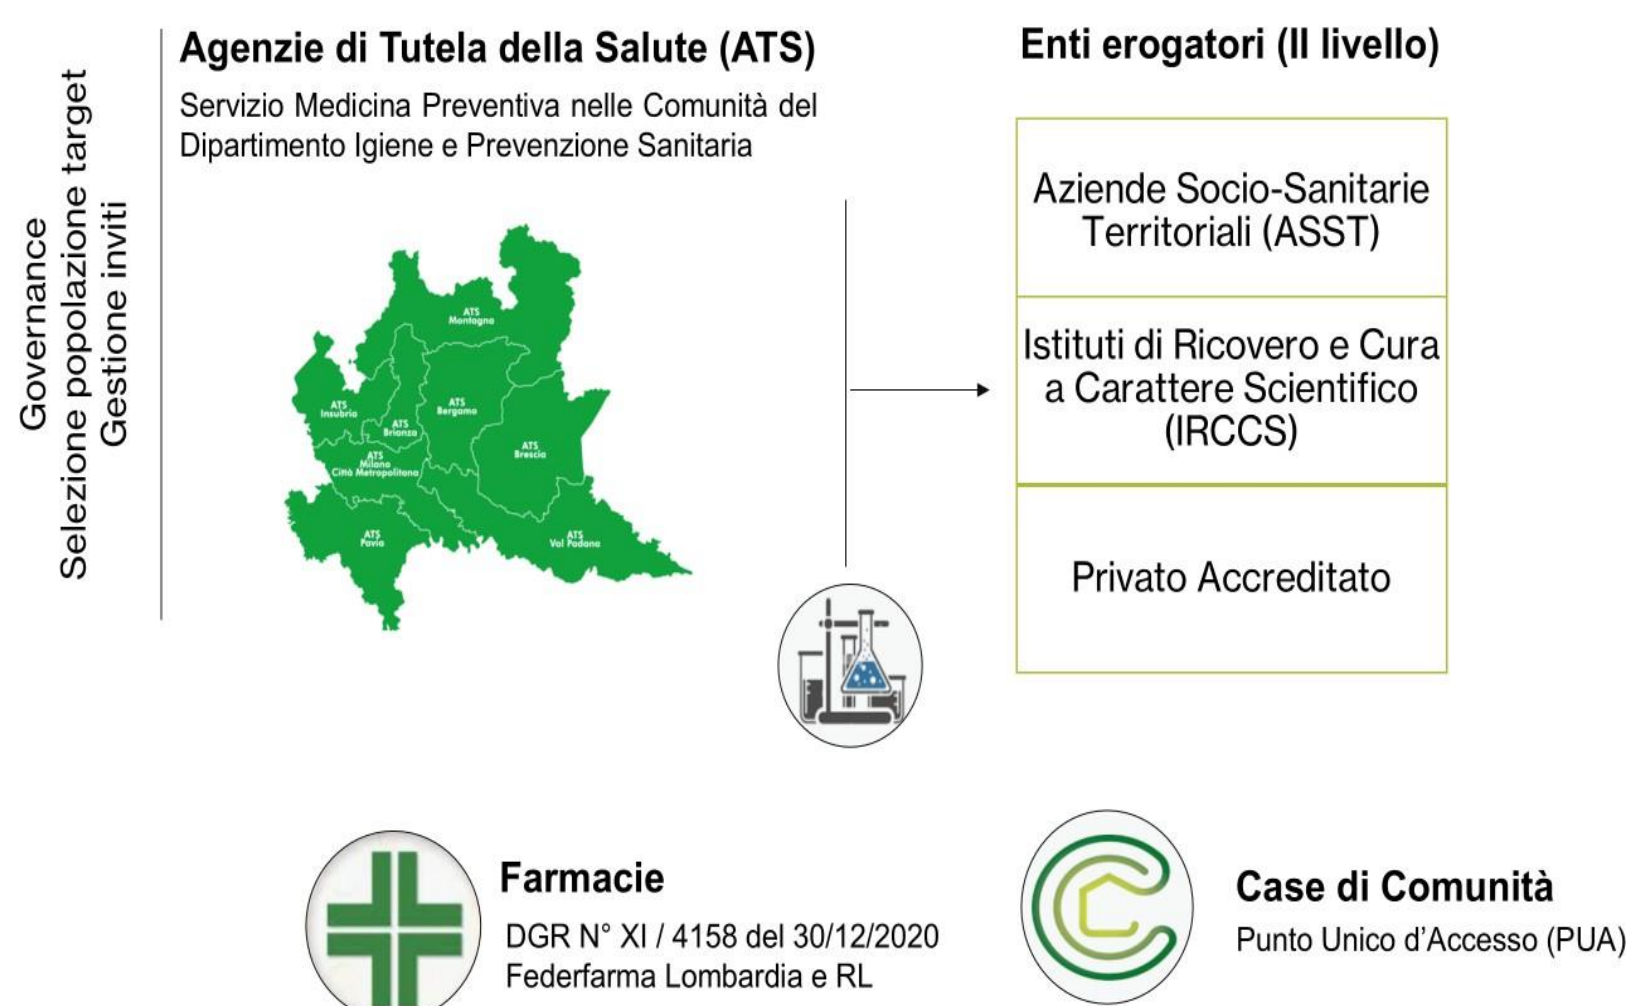 Governance
Selezione popolazione target
Gestione inviti
Agenzie di Tutela della Salute (ATS)
Servizio Medicina Preventiva nelle Comunità del
Dipartimento Igiene e Prevenzione Sanitaria
ATS
Montagna
ATS
Insubria
ATS
Brianza
ATS
Bergamo
ATS
Brescia
ATS
Milano
Città Metropolitana
ATS
Pavia
ATS
Val Padana
Enti erogatori (II livello)
Aziende Socio-Sanitarie
Territoriali (ASST)
Istituti di Ricovero e Cura
a Carattere Scientifico
(IRCCS)
Privato Accreditato
Farmacie
DGR N° XI / 4158 del 30/12/2020
Federfarma Lombardia e RL
Case di Comunità
Punto Unico d’Accesso (PUA)